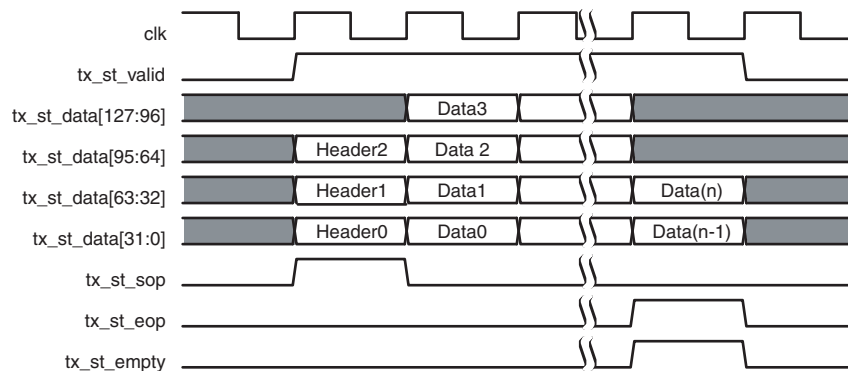 clk
tx_st_valid
tx_st_data[127:96] Data3
tx_st_data[95:64] Header2 Data 2
tx_st_data[63:32] Header1 Data1 Data(n)
tx_st_data[31:0] Header0 Data0 Data(n-1)
tx_st_sop
tx_st_eop
tx_st_empty